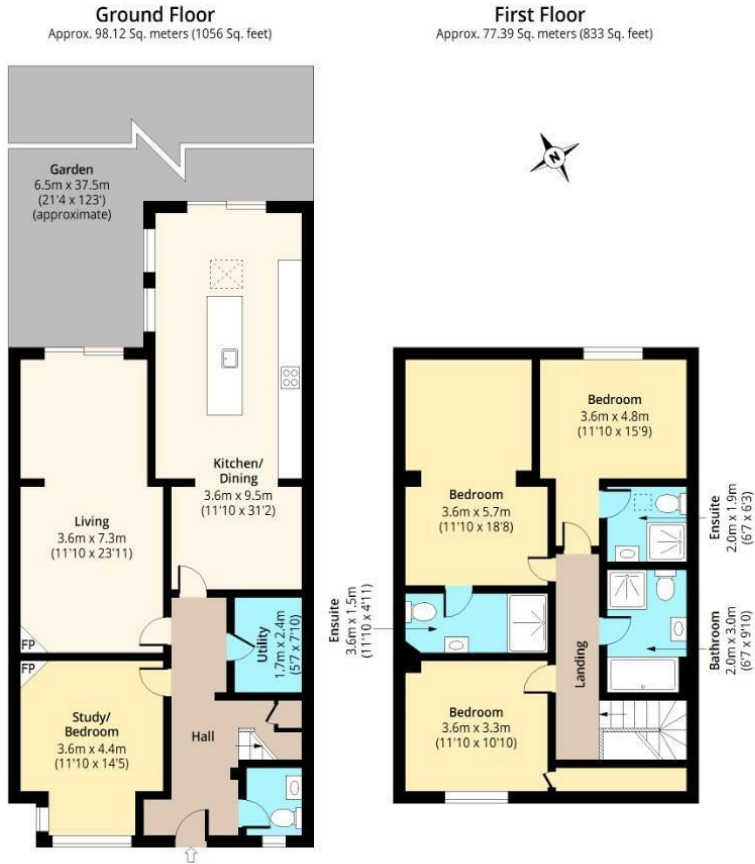 Ground Floor
Approx. 98.12 Sq. meters (1056 Sq. feet)
Garden
6.5m x 37.5m
(21'4 x 123')
(approximate)
Kitchen/
Dining
3.6m x 9.5m
(11'10 x 31'2)
Living
3.6m x 7.3m
(11'10 x 23'11)
FP
FP
Utility
1.7m x 2.4m
(5'7 x 7'10)
Study/
Bedroom
3.6m x 4.4m
(11'10 x 14'5)
Hall
First Floor
Approx. 77.39 Sq. meters (833 Sq. feet)
N
Bedroom
3.6m x 4.8m
(11'10 x 15'9)
Bedroom
3.6m x 5.7m
(11'10 x 18'8)
Ensuite
2.0m x 1.9m
(6'7 x 6'3)
Ensuite
3.6m x 1.5m
(11'10 x 4'11)
Bathroom
2.0m x 3.0m
(6'7 x 9'10)
Landing
Bedroom
3.6m x 3.3m
(11'10 x 10'10)